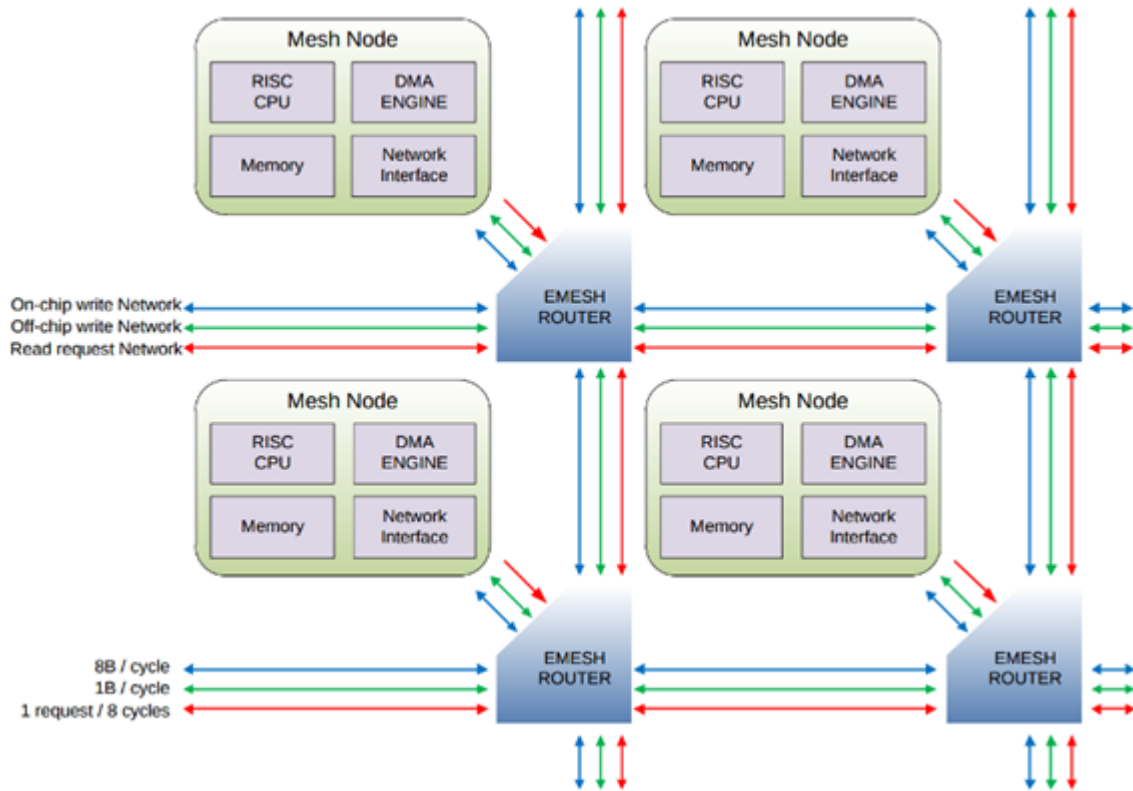 Mesh Node
RISC
CPU
DMA
ENGINE
Memory
Network
Interface
Mesh Node
RISC
CPU
DMA
ENGINE
Memory
Network
Interface
On-chip write Network
Off-chip write Network
Read request Network
EMESH
ROUTER
EMESH
ROUTER
Mesh Node
RISC
CPU
DMA
ENGINE
Memory
Network
Interface
Mesh Node
RISC
CPU
DMA
ENGINE
Memory
Network
Interface
8B / cycle
1B / cycle
1 request / 8 cycles
EMESH
ROUTER
EMESH
ROUTER